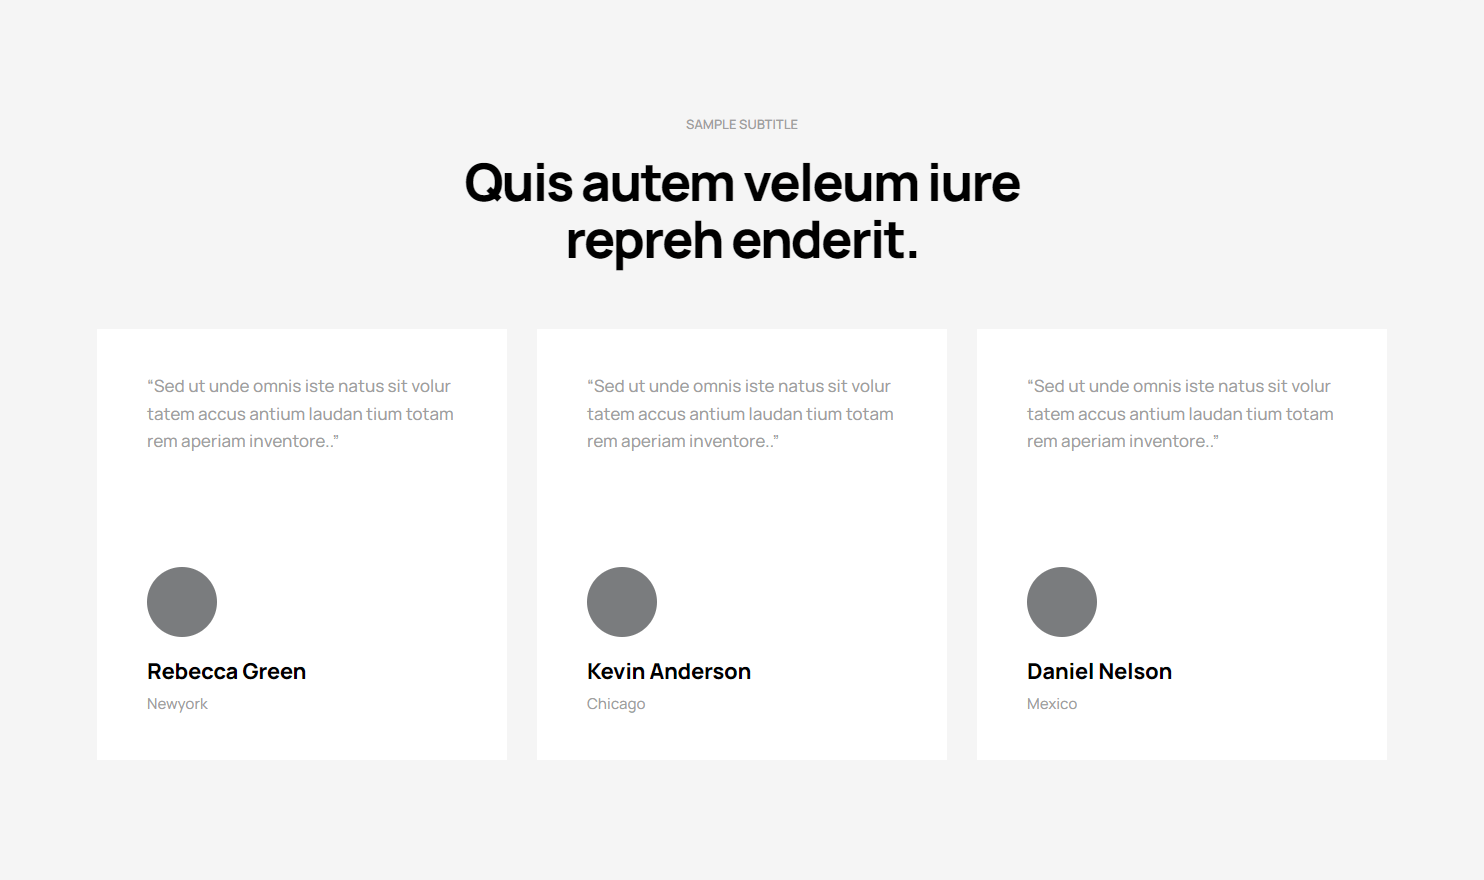 SAMPLE SUBTITLE
Quis autem veleum iure
repreh enderit.
“Sed ut unde omnis iste natus sit volur
tatem accus antium laudan tium totam
rem aperiam inventore..”
Rebecca Green
Newyork
“Sed ut unde omnis iste natus sit volur
tatem accus antium laudan tium totam
rem aperiam inventore..”
Kevin Anderson
Chicago
“Sed ut unde omnis iste natus sit volur
tatem accus antium laudan tium totam
rem aperiam inventore..”
Daniel Nelson
Mexico